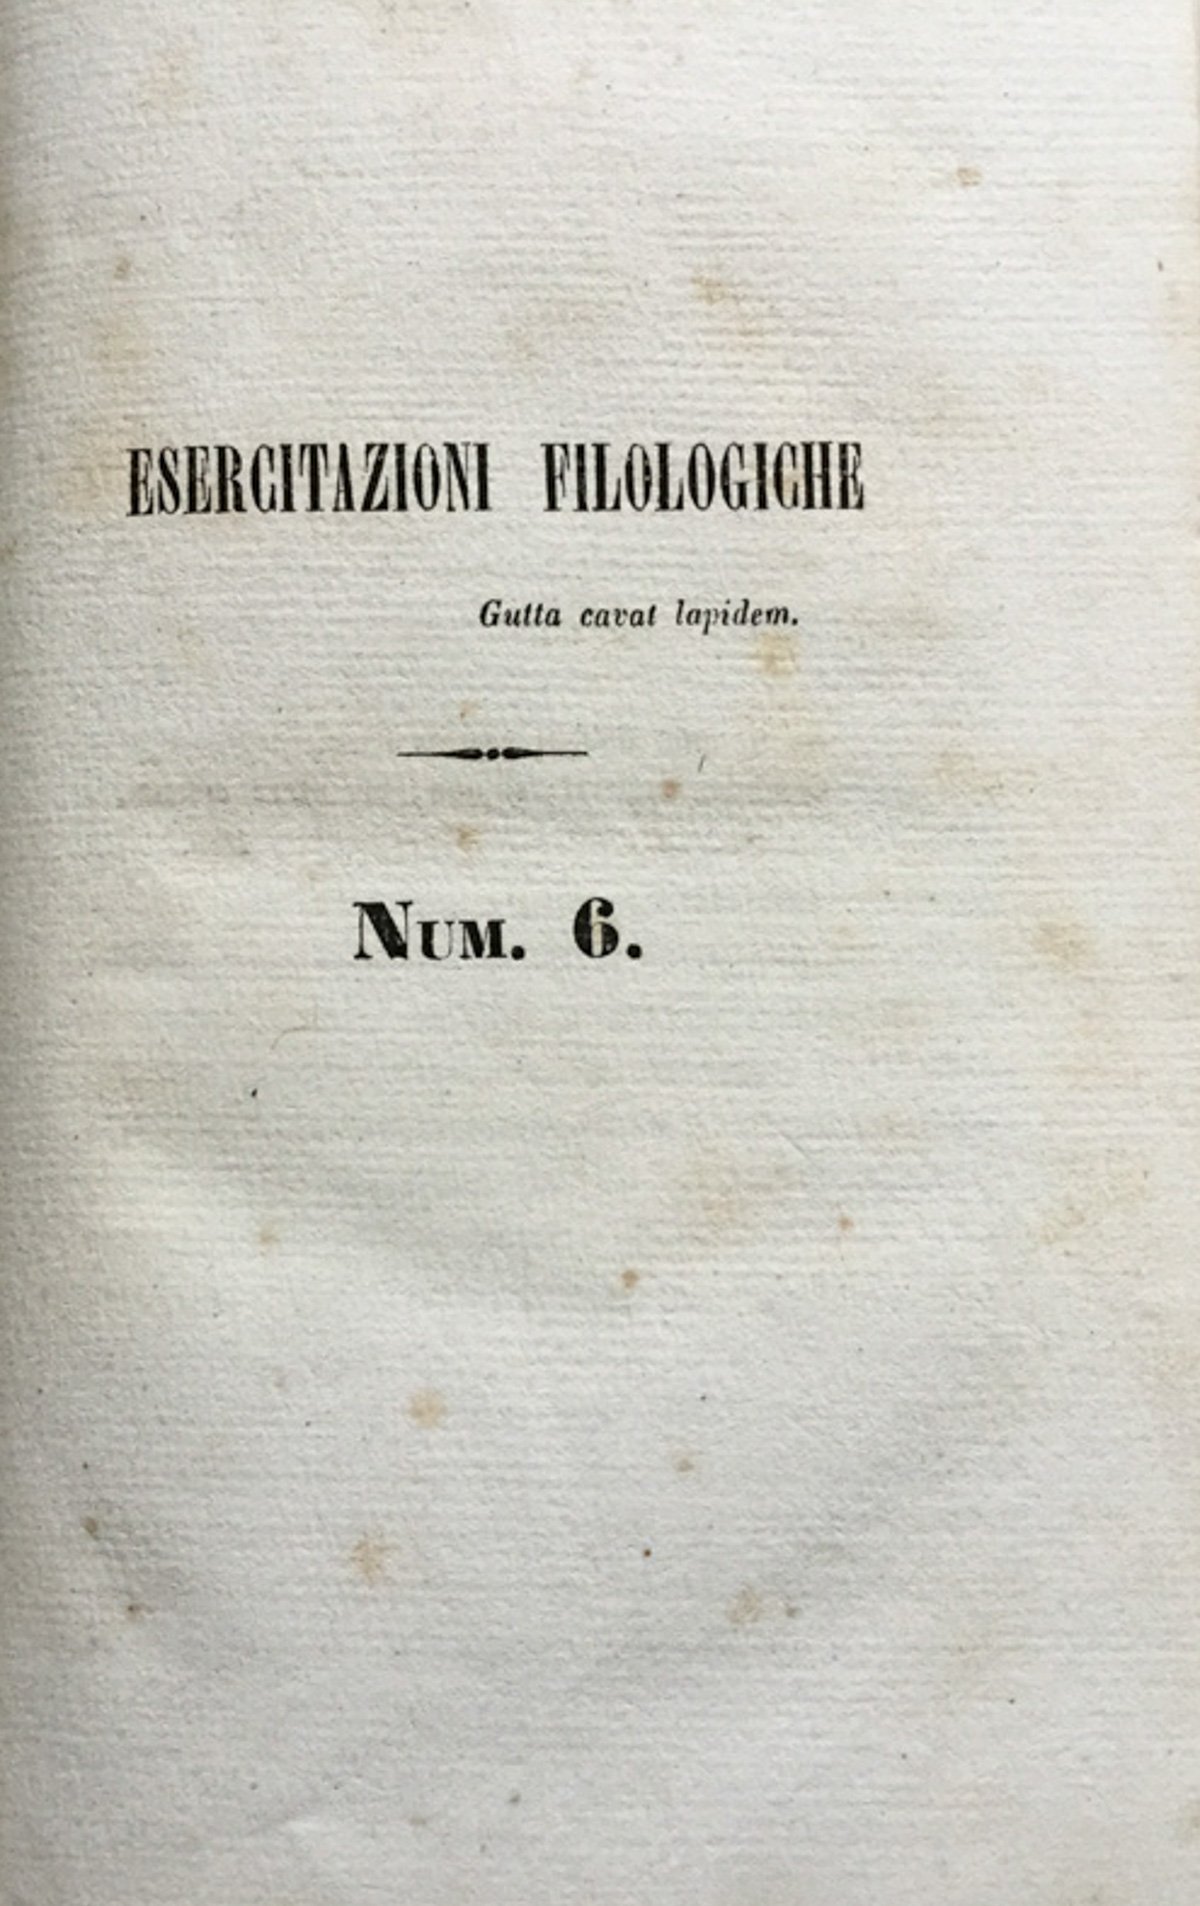 ESERCITAZIONI FILOLOGICHE
Gutta cavat lapidem.
NUM. 6.